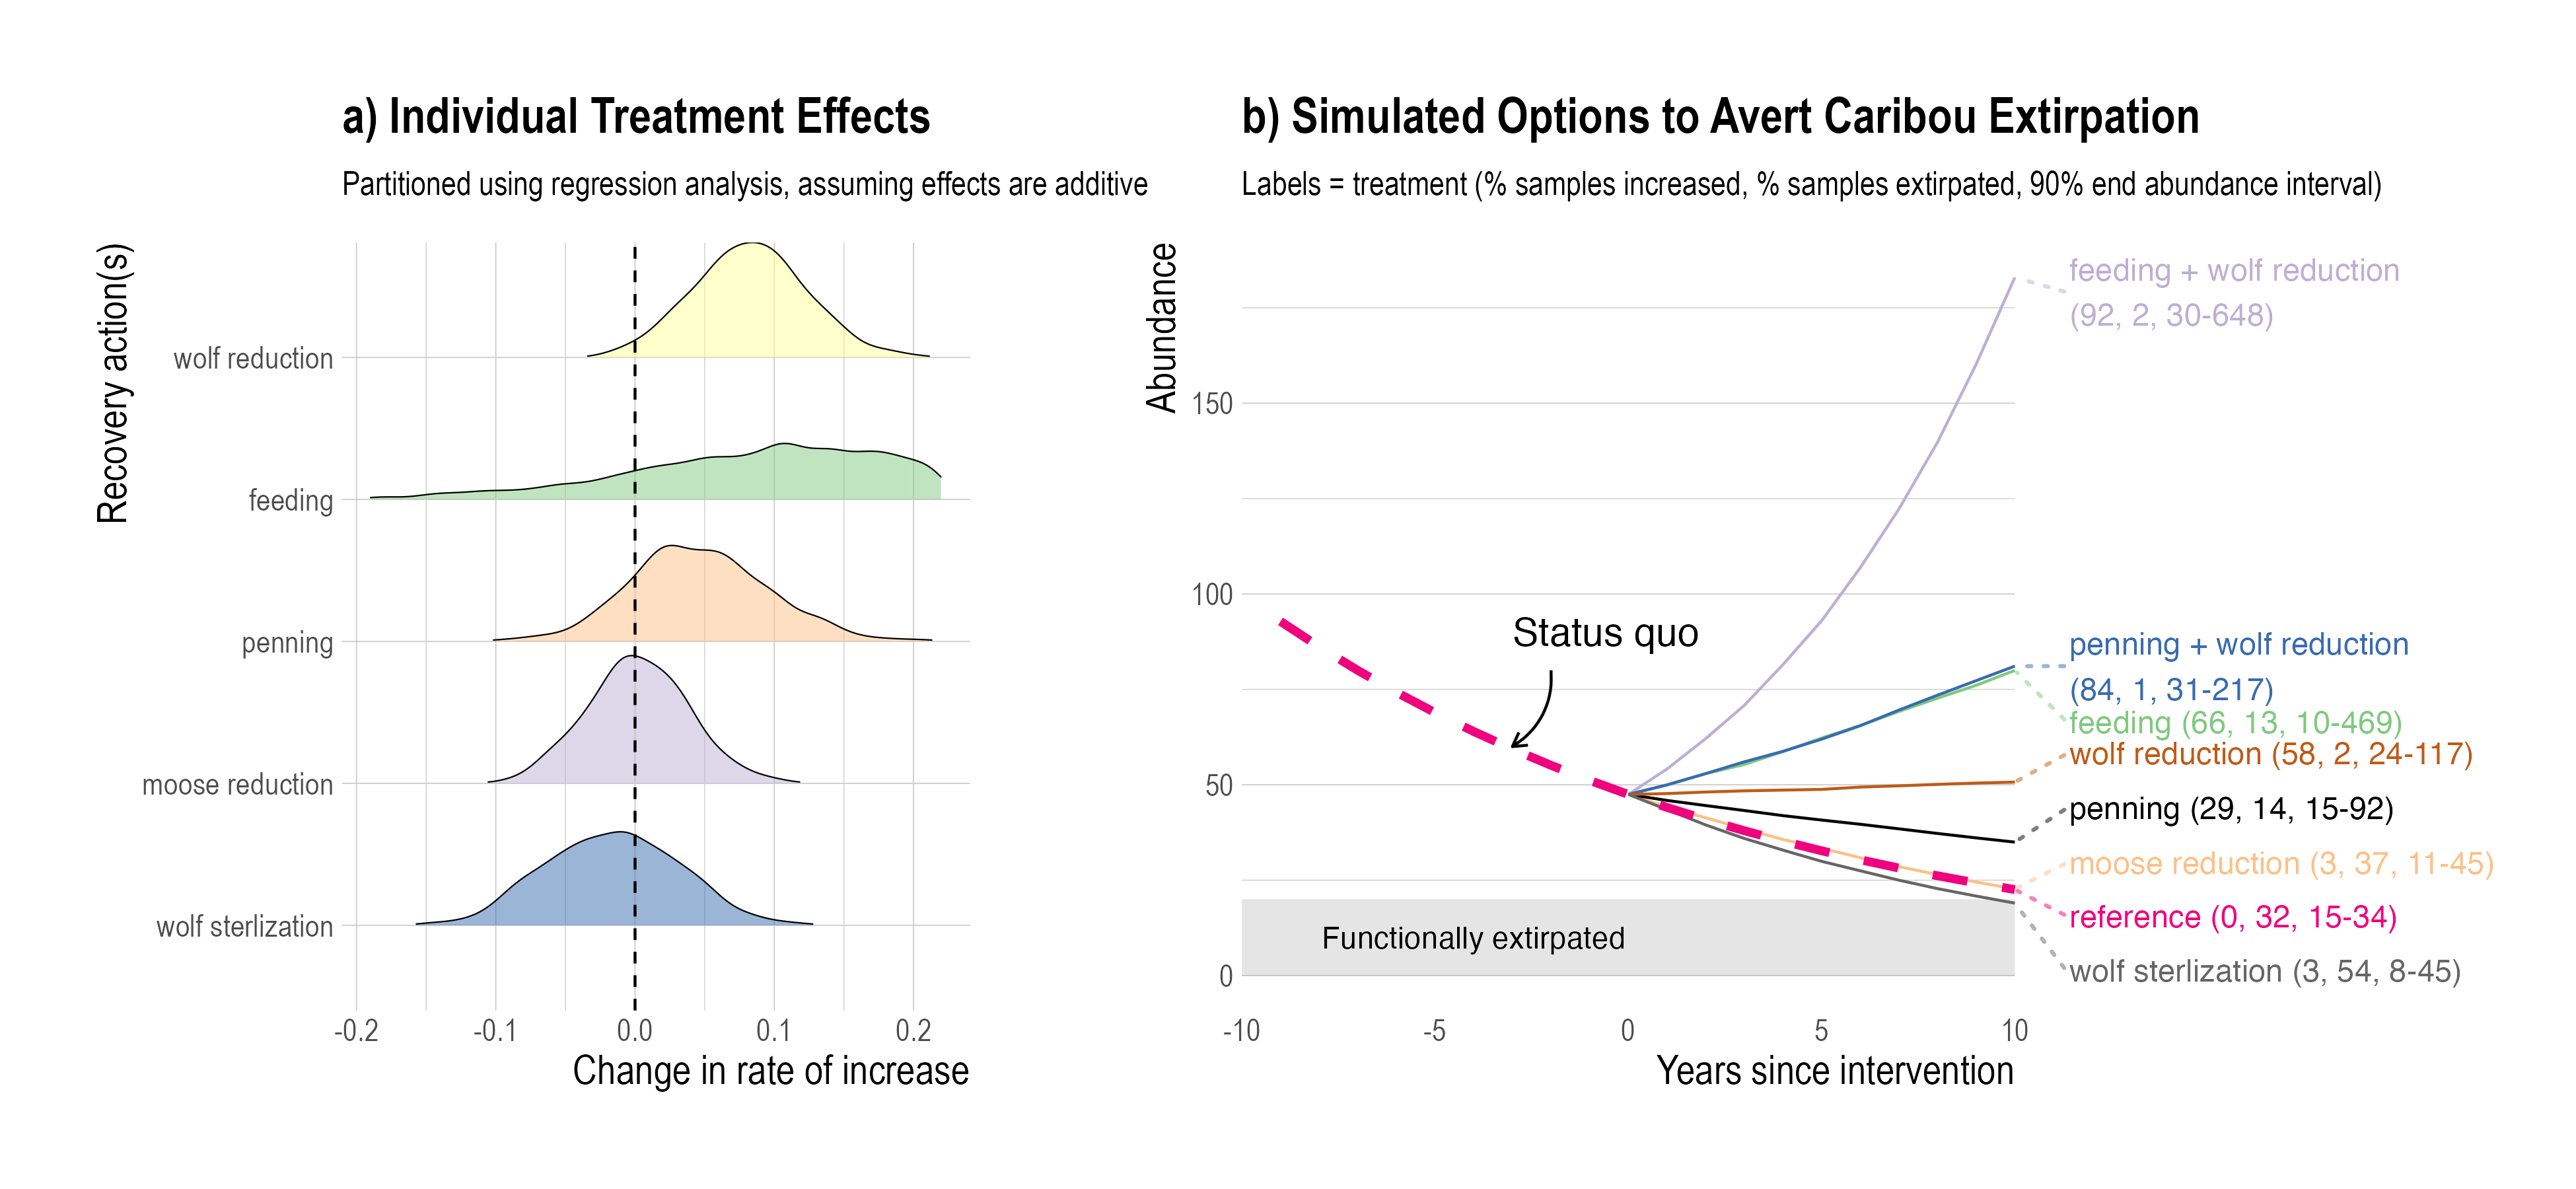 a) Individual Treatment Effects
Partitioned using regression analysis, assuming effects are additive
Recovery action(s)
wolf reduction
feeding
penning
moose reduction
wolf sterlization
-0.2 -0.1 0.0 0.1 0.2
Change in rate of increase
b) Simulated Options to Avert Caribou Extirpation
Labels = treatment (% samples increased, % samples extirpated, 90% end abundance interval)
Abundance
150
100
50
0
Status quo
Functionally extirpated
feeding + wolf reduction
(92, 2, 30-648)
penning + wolf reduction
(84, 1, 31-217)
feeding (66, 13, 10-469)
wolf reduction (58, 2, 24-117)
penning (29, 14, 15-92)
moose reduction (3, 37, 11-45)
reference (0, 32, 15-34)
wolf sterlization (3, 54, 8-45)
-10 -5 0 5 10
Years since intervention